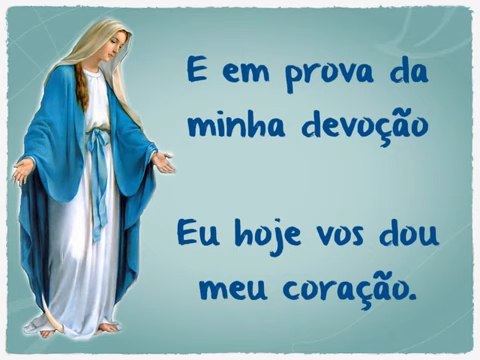 E em prova da
minha devoção
Eu hoje vos dou
meu coração.